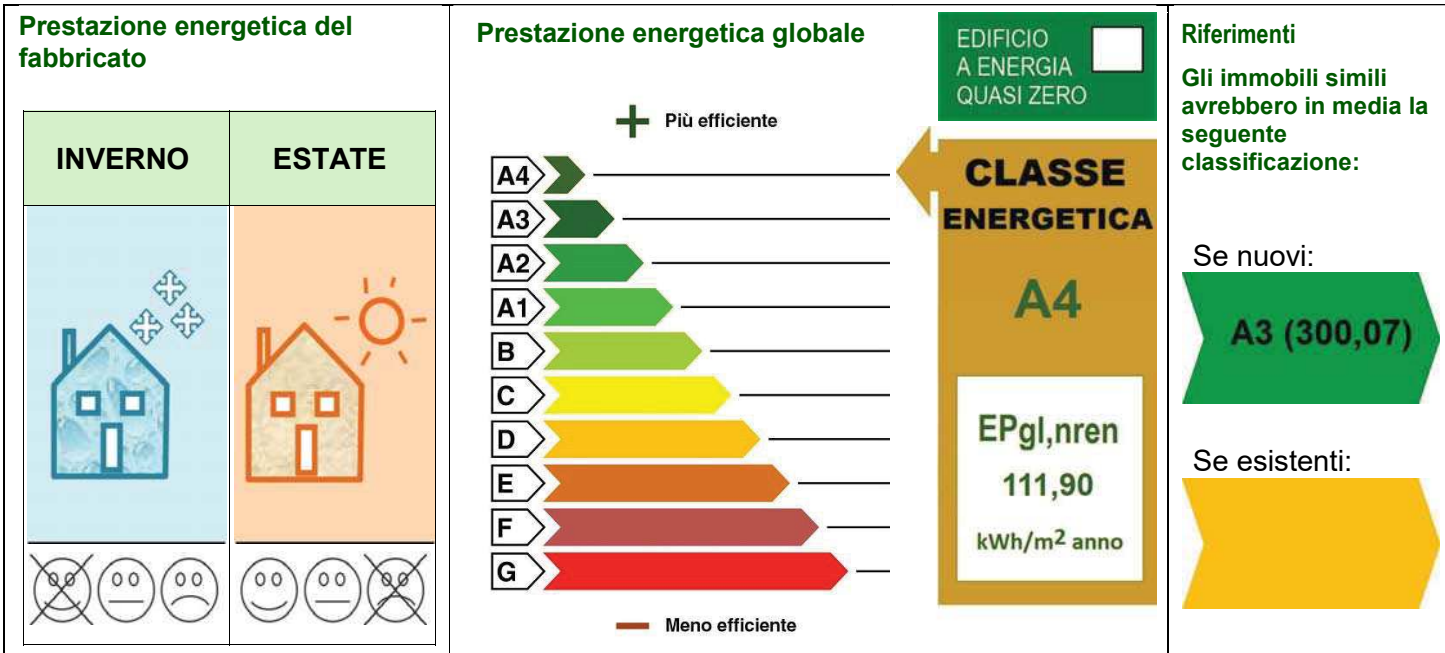 Prestazione energetica del
fabbricato
INVERNO
ESTATE
Prestazione energetica globale
+ Più efficiente
A4
A3
A2
A1
B
C
D
E
F
G
— Meno efficiente
EDIFICIO
A ENERGIA
QUASI ZERO
CLASSE
ENERGETICA
A4
EPgl,nren
111,90
kWh/m² anno
Riferimenti
Gli immobili simili
avrebbero in media la
seguente
classificazione:
Se nuovi:
A3 (300,07)
Se esistenti: